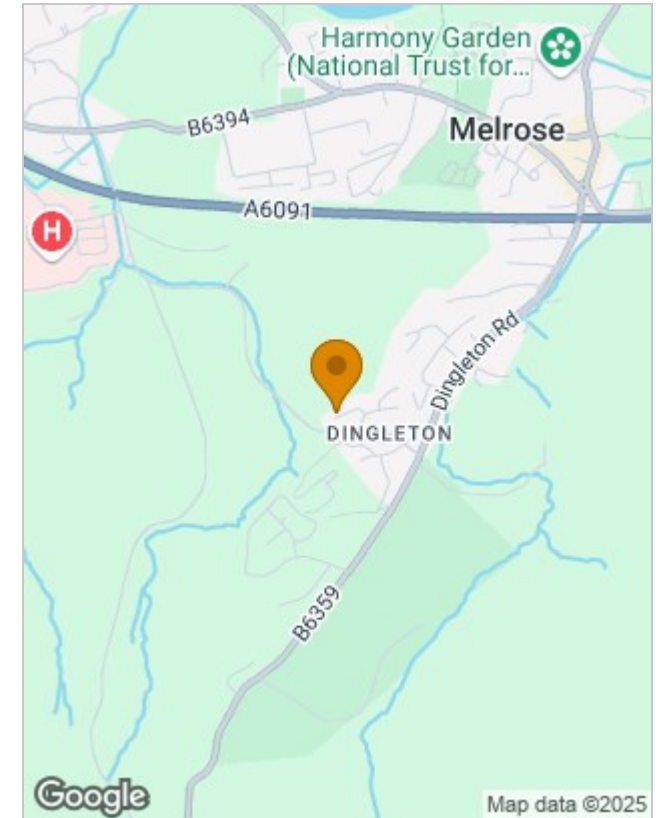 Harmony Garden
(National Trust for...
B6394
Melrose
A6091
H
Dingleton Rd
DINGLETON
B6359
Google
Map data ©2025